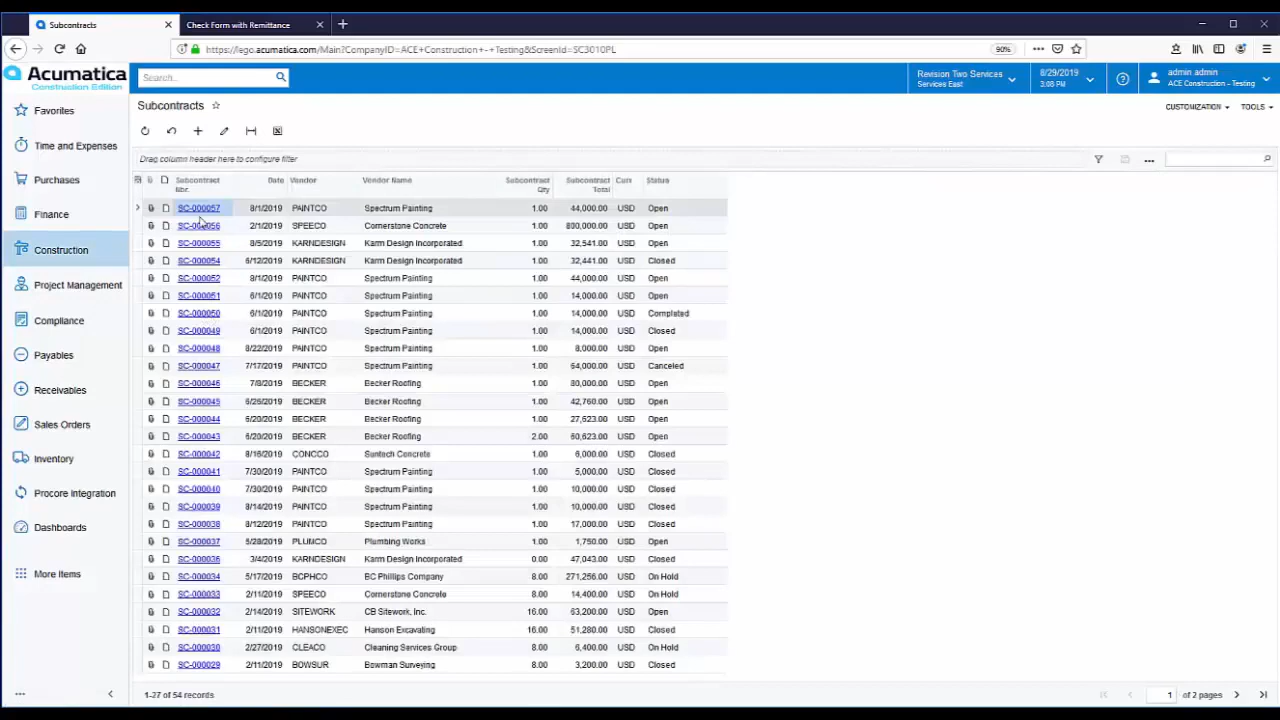 Subcontracts
Check Form with Remittance
https://lego.acumatica.com/Main?CompanyID=ACE+Construction+-+Testing&ScreenId=SC3010PL
90%
Acumatica
Construction Edition
Search...
Revision Two Services
Services East
8/29/2019
3:08 PM
admin admin
ACE Construction - Testing
Favorites
Time and Expenses
Purchases
Finance
Construction
Project Management
Compliance
Payables
Receivables
Sales Orders
Inventory
Procore Integration
Dashboards
More Items
Subcontracts
CUSTOMIZATION
TOOLS
Drag column header here to configure filter
Subcontract Nbr. Date Vendor Vendor Name Subcontract Qty Subcontract Total Curr Status
SC-000057 8/1/2019 PAINTCO Spectrum Painting 1.00 44,000.00 USD Open
SC-000056 2/1/2019 SPEECO Cornerstone Concrete 1.00 800,000.00 USD Open
SC-000055 8/5/2019 KARNDESIGN Karm Design Incorporated 1.00 32,541.00 USD Open
SC-000054 6/12/2019 KARNDESIGN Karm Design Incorporated 1.00 32,441.00 USD Closed
SC-000052 8/1/2019 PAINTCO Spectrum Painting 1.00 44,000.00 USD Open
SC-000051 6/1/2019 PAINTCO Spectrum Painting 1.00 14,000.00 USD Open
SC-000050 6/1/2019 PAINTCO Spectrum Painting 1.00 14,000.00 USD Completed
SC-000049 6/1/2019 PAINTCO Spectrum Painting 1.00 14,000.00 USD Closed
SC-000048 8/22/2019 PAINTCO Spectrum Painting 1.00 8,000.00 USD Open
SC-000047 7/17/2019 PAINTCO Spectrum Painting 1.00 64,000.00 USD Canceled
SC-000046 7/8/2019 BECKER Becker Roofing 1.00 80,000.00 USD Open
SC-000045 6/26/2019 BECKER Becker Roofing 1.00 42,760.00 USD Open
SC-000044 6/20/2019 BECKER Becker Roofing 1.00 27,623.00 USD Open
SC-000043 6/20/2019 BECKER Becker Roofing 2.00 60,623.00 USD Open
SC-000042 8/16/2019 CONCCO Suntech Concrete 1.00 6,000.00 USD Closed
SC-000041 7/30/2019 PAINTCO Spectrum Painting 1.00 5,000.00 USD Closed
SC-000040 7/30/2019 PAINTCO Spectrum Painting 1.00 10,000.00 USD Closed
SC-000039 8/14/2019 PAINTCO Spectrum Painting 1.00 10,000.00 USD Closed
SC-000038 8/12/2019 PAINTCO Spectrum Painting 1.00 17,000.00 USD Closed
SC-000037 5/28/2019 PLUMCO Plumbing Works 1.00 1,750.00 USD Open
SC-000036 3/4/2019 KARNDESIGN Karm Design Incorporated 0.00 47,043.00 USD Closed
SC-000034 5/17/2019 BCPHCO BC Phillips Company 8.00 271,256.00 USD On Hold
SC-000033 2/11/2019 SPEECO Cornerstone Concrete 8.00 14,400.00 USD On Hold
SC-000032 2/14/2019 SITEWORK CB Sitework, Inc. 16.00 63,200.00 USD Open
SC-000031 2/11/2019 HANSONEXEC Hanson Excavating 16.00 51,280.00 USD Closed
SC-000030 2/27/2019 CLEACO Cleaning Services Group 8.00 6,400.00 USD On Hold
SC-000029 2/11/2019 BOWSUR Bowman Surveying 8.00 3,200.00 USD Closed
1-27 of 54 records
1 of 2 pages